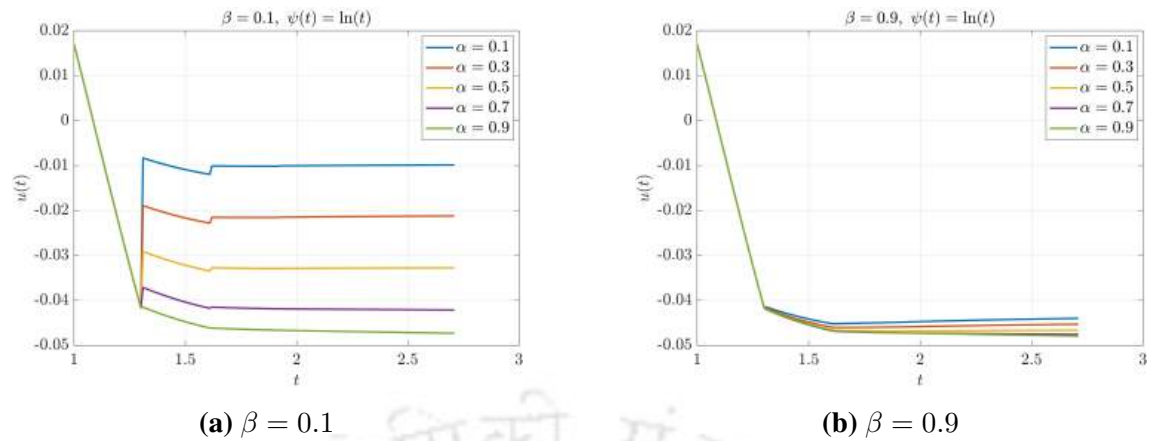 β = 0.1, ψ(t) = ln(t)
0.02
0.01
0
-0.01
-0.02
-0.03
-0.04
-0.05
u(t)
α = 0.1
α = 0.3
α = 0.5
α = 0.7
α = 0.9
1 1.5 2 2.5 3
t
(a) β = 0.1
β = 0.9, ψ(t) = ln(t)
0.02
0.01
0
-0.01
-0.02
-0.03
-0.04
-0.05
u(t)
α = 0.1
α = 0.3
α = 0.5
α = 0.7
α = 0.9
1 1.5 2 2.5 3
t
(b) β = 0.9